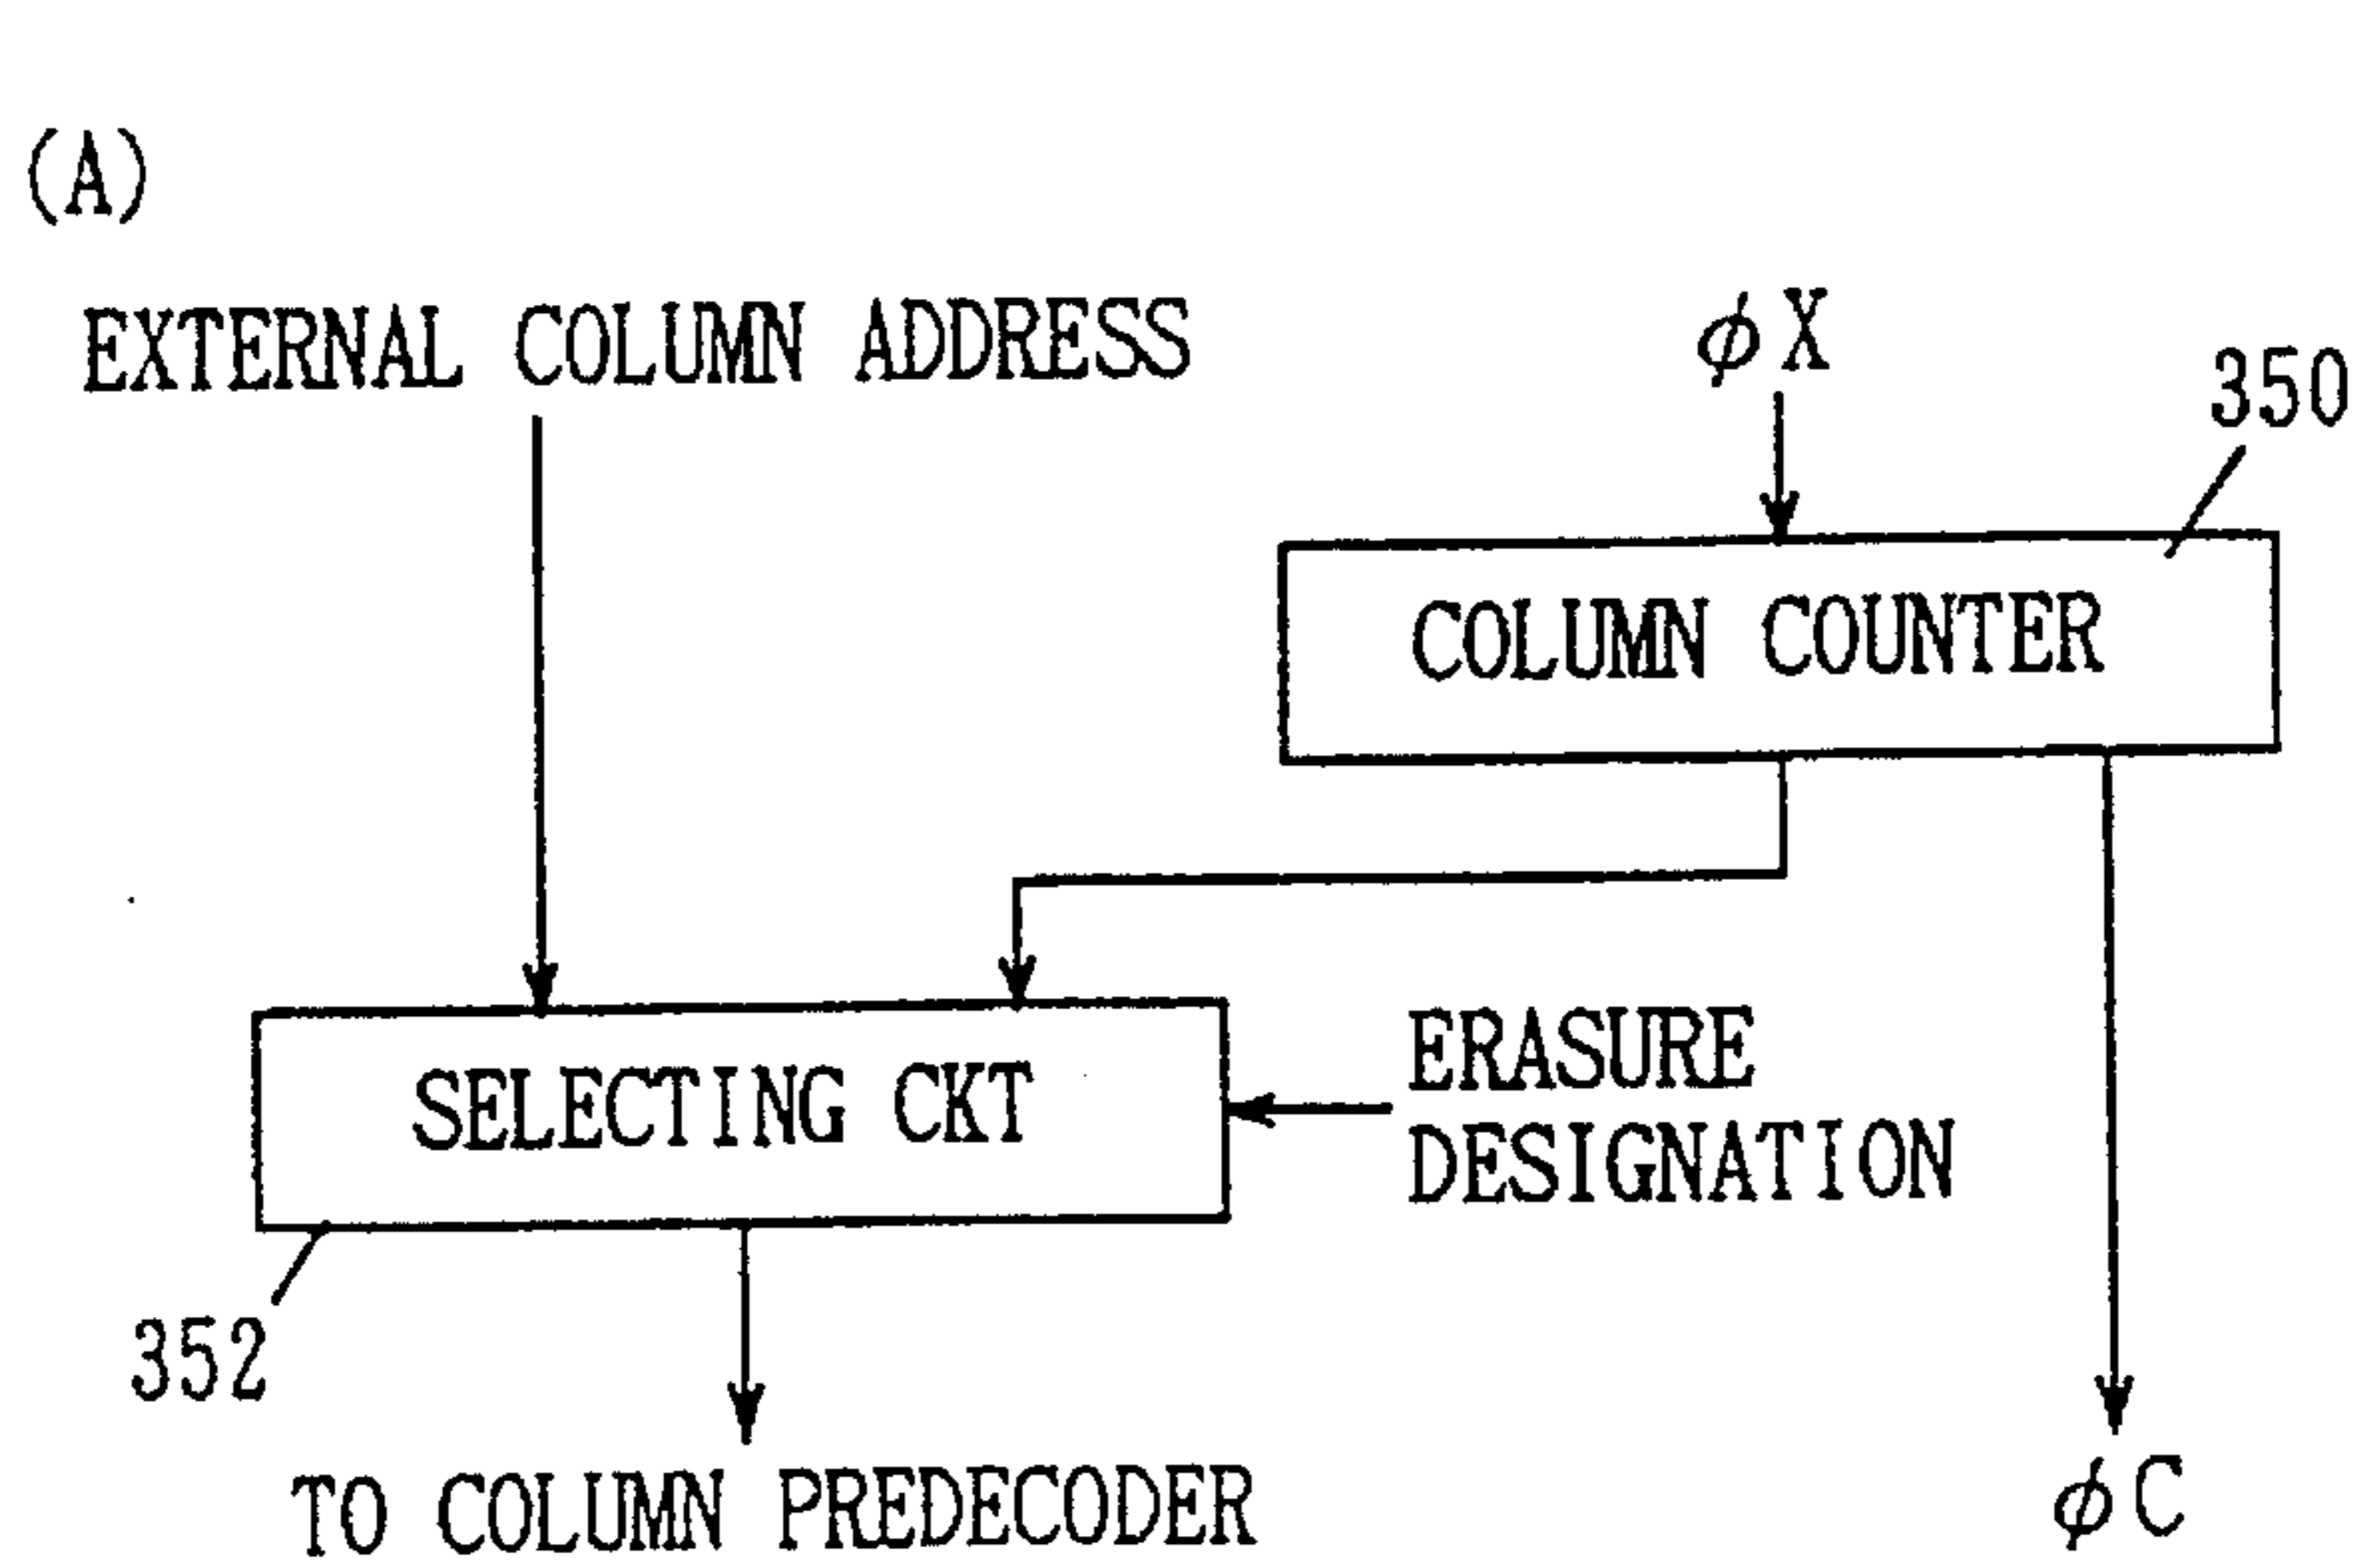 (A)
EXTERNAL COLUMN ADDRESS
φX
350
COLUMN COUNTER
SELECTING CKT
ERASURE
DESIGNATION
352
TO COLUMN PREDECODER
φC